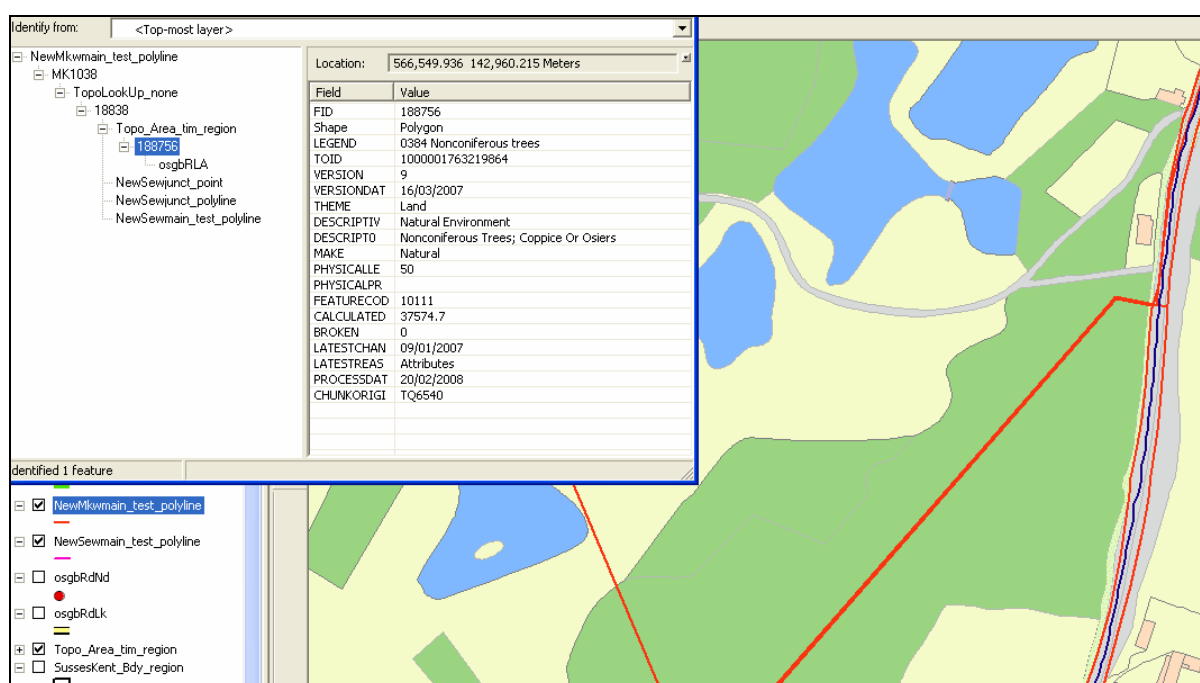 Identify from: <Top-most layer>
NewMkwmain_test_polyline
MK1038
TopoLookUp_none
18838
Topo_Area_tim_region
188756
osgbRLA
NewSewjunct_point
NewSewjunct_polyline
NewSewmain_test_polyline
Location: 566,549.936 142,960.215 Meters
Field Value
FID 188756
Shape Polygon
LEGEND 0384 Nonconiferous trees
TOID 1000001763219864
VERSION 9
VERSIONDAT 16/03/2007
THEME Land
DESCRIPTIV Natural Environment
DESCRIPT0 Nonconiferous Trees; Coppice Or Osiers
MAKE Natural
PHYSICALLE 50
PHYSICALPR
FEATURECOD 10111
CALCULATED 37574.7
BROKEN 0
LATESTCHAN 09/01/2007
LATESTREAS Attributes
PROCESSDAT 20/02/2008
CHUNKORIGI TQ6540
dentified 1 feature
NewMkwmain_test_polyline
NewSewmain_test_polyline
osgbRdNd
osgbRdLk
Topo_Area_tim_region
SussesKent_Bdy_region